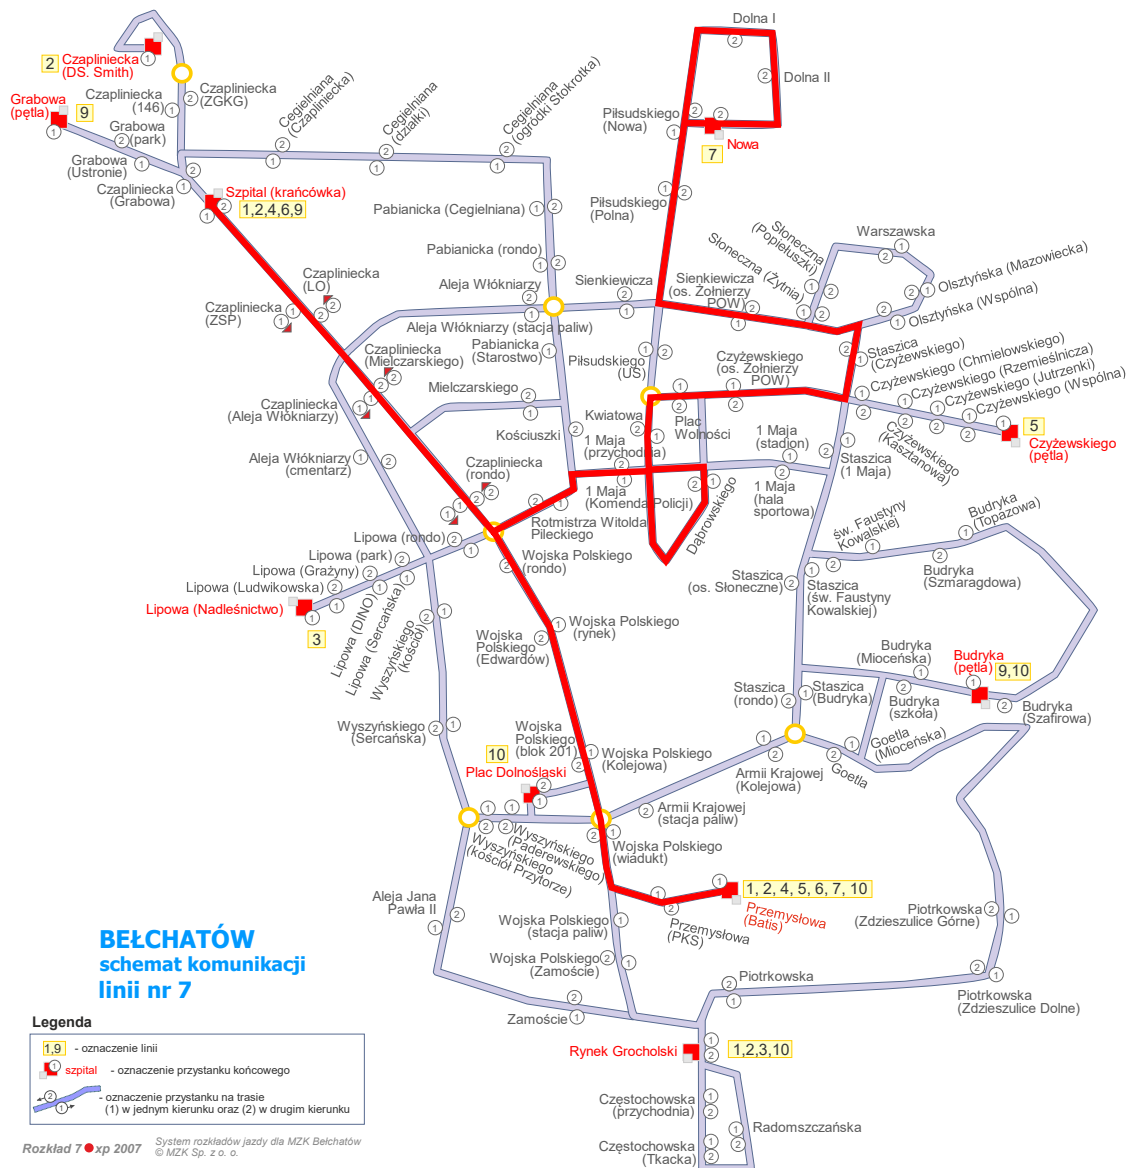 Dolna I
2
Czapliniecka
(DS. Smith)
Dolna II
Grabowa
(pętla)
9
Czapliniecka
(146)
Czapliniecka
(ZGKG)
Cegielniana
(Czapliniecka)
Cegielniana
(działki)
Cegielniana
(ogródki Stokrotka)
Piłsudskiego
(Nowa)
Nowa
7
Grabowa
(park)
Grabowa
(Ustronie)
Czapliniecka
(Grabowa)
Szpital (krańcówka)
1,2,4,6,9
Pabianicka (Cegielniana)
Piłsudskiego
(Polna)
Pabianicka (rondo)
Słoneczna
(Popiełuszki)
Słoneczna (Żytnia)
Warszawska
Olsztyńska (Mazowiecka)
Olsztyńska (Wspólna)
Czapliniecka
(LO)
Aleja Włókniarzy
Sienkiewicza
Sienkiewicza
(os. Żołnierzy
POW)
Czapliniecka
(ZSP)
Aleja Włókniarzy (stacja paliw)
Pabianicka
(Starostwo)
Piłsudskiego
(US)
Czyżewskiego
(os. Żołnierzy
POW)
Staszica
(Czyżewskiego)
Czyżewskiego (Chmielowskiego)
Czyżewskiego (Rzemieślnicza)
Czyżewskiego (Jutrzenki)
Czyżewskiego (Wspólna)
5
Czyżewskiego
(pętla)
Czyżewskiego
(Kasztanowa)
Czapliniecka
(Mielczarskiego)
Mielczarskiego
Czapliniecka
(Aleja Włókniarzy)
Kościuszki
Kwiatowa
Plac
Wolności
1 Maja
(przychodnia)
1 Maja
(stadion)
Staszica
(1 Maja)
Aleja Włókniarzy
(cmentarz)
Czapliniecka
(rondo)
1 Maja
(Komenda Policji)
Dąbrowskiego
1 Maja
(hala
sportowa)
Rotmistrza Witolda
Pileckiego
św. Faustyny
Kowalskiej
Budryka
(Topazowa)
Budryka
(Szmaragdowa)
Lipowa (rondo)
Lipowa (park)
Lipowa (Grażyny)
Lipowa (Ludwikowska)
Lipowa (Nadleśnictwo)
3
Lipowa (DINO)
Lipowa (Sercańska)
Wyszyńskiego
(kościół)
Wojska Polskiego
(rondo)
Staszica
(os. Słoneczne)
Staszica
(św. Faustyny
Kowalskiej)
Wojska Polskiego
(rynek)
Wojska
Polskiego
(Edwardów)
Budryka
(Mioceńska)
Budryka
(pętla)
9,10
Staszica
(rondo)
Staszica
(Budryka)
Budryka
(szkoła)
Budryka
(Szafirowa)
Wyszyńskiego
(Sercańska)
Wojska
Polskiego
(blok 201)
10
Plac Dolnośląski
Wojska Polskiego
(Kolejowa)
Armii Krajowej
(Kolejowa)
Goetla
Goetla
(Mioceńska)
Armii Krajowej
(stacja paliw)
Wyszyńskiego
(Paderewskiego)
Wyszyńskiego
(kościół Przytorze)
Wojska Polskiego
(wiadukt)
1, 2, 4, 5, 6, 7, 10
Przemysłowa
(Batis)
Przemysłowa
(PKS)
Aleja Jana
Pawła II
Wojska Polskiego
(stacja paliw)
Wojska Polskiego
(Zamoście)
Piotrkowska
(Zdzieszulice Górne)
Piotrkowska
Piotrkowska
(Zdzieszulice Dolne)
Zamoście
Rynek Grocholski
1,2,3,10
Częstochowska
(przychodnia)
Radomszczańska
Częstochowska
(Tkacka)
BEŁCHATÓW
schemat komunikacji
linii nr 7
Legenda
1,9 - oznaczenie linii
1 szpital - oznaczenie przystanku końcowego
2 1 - oznaczenie przystanku na trasie
(1) w jednym kierunku oraz (2) w drugim kierunku
Rozkład 7 xp 2007
System rozkładów jazdy dla MZK Bełchatów
© MZK Sp. z o. o.